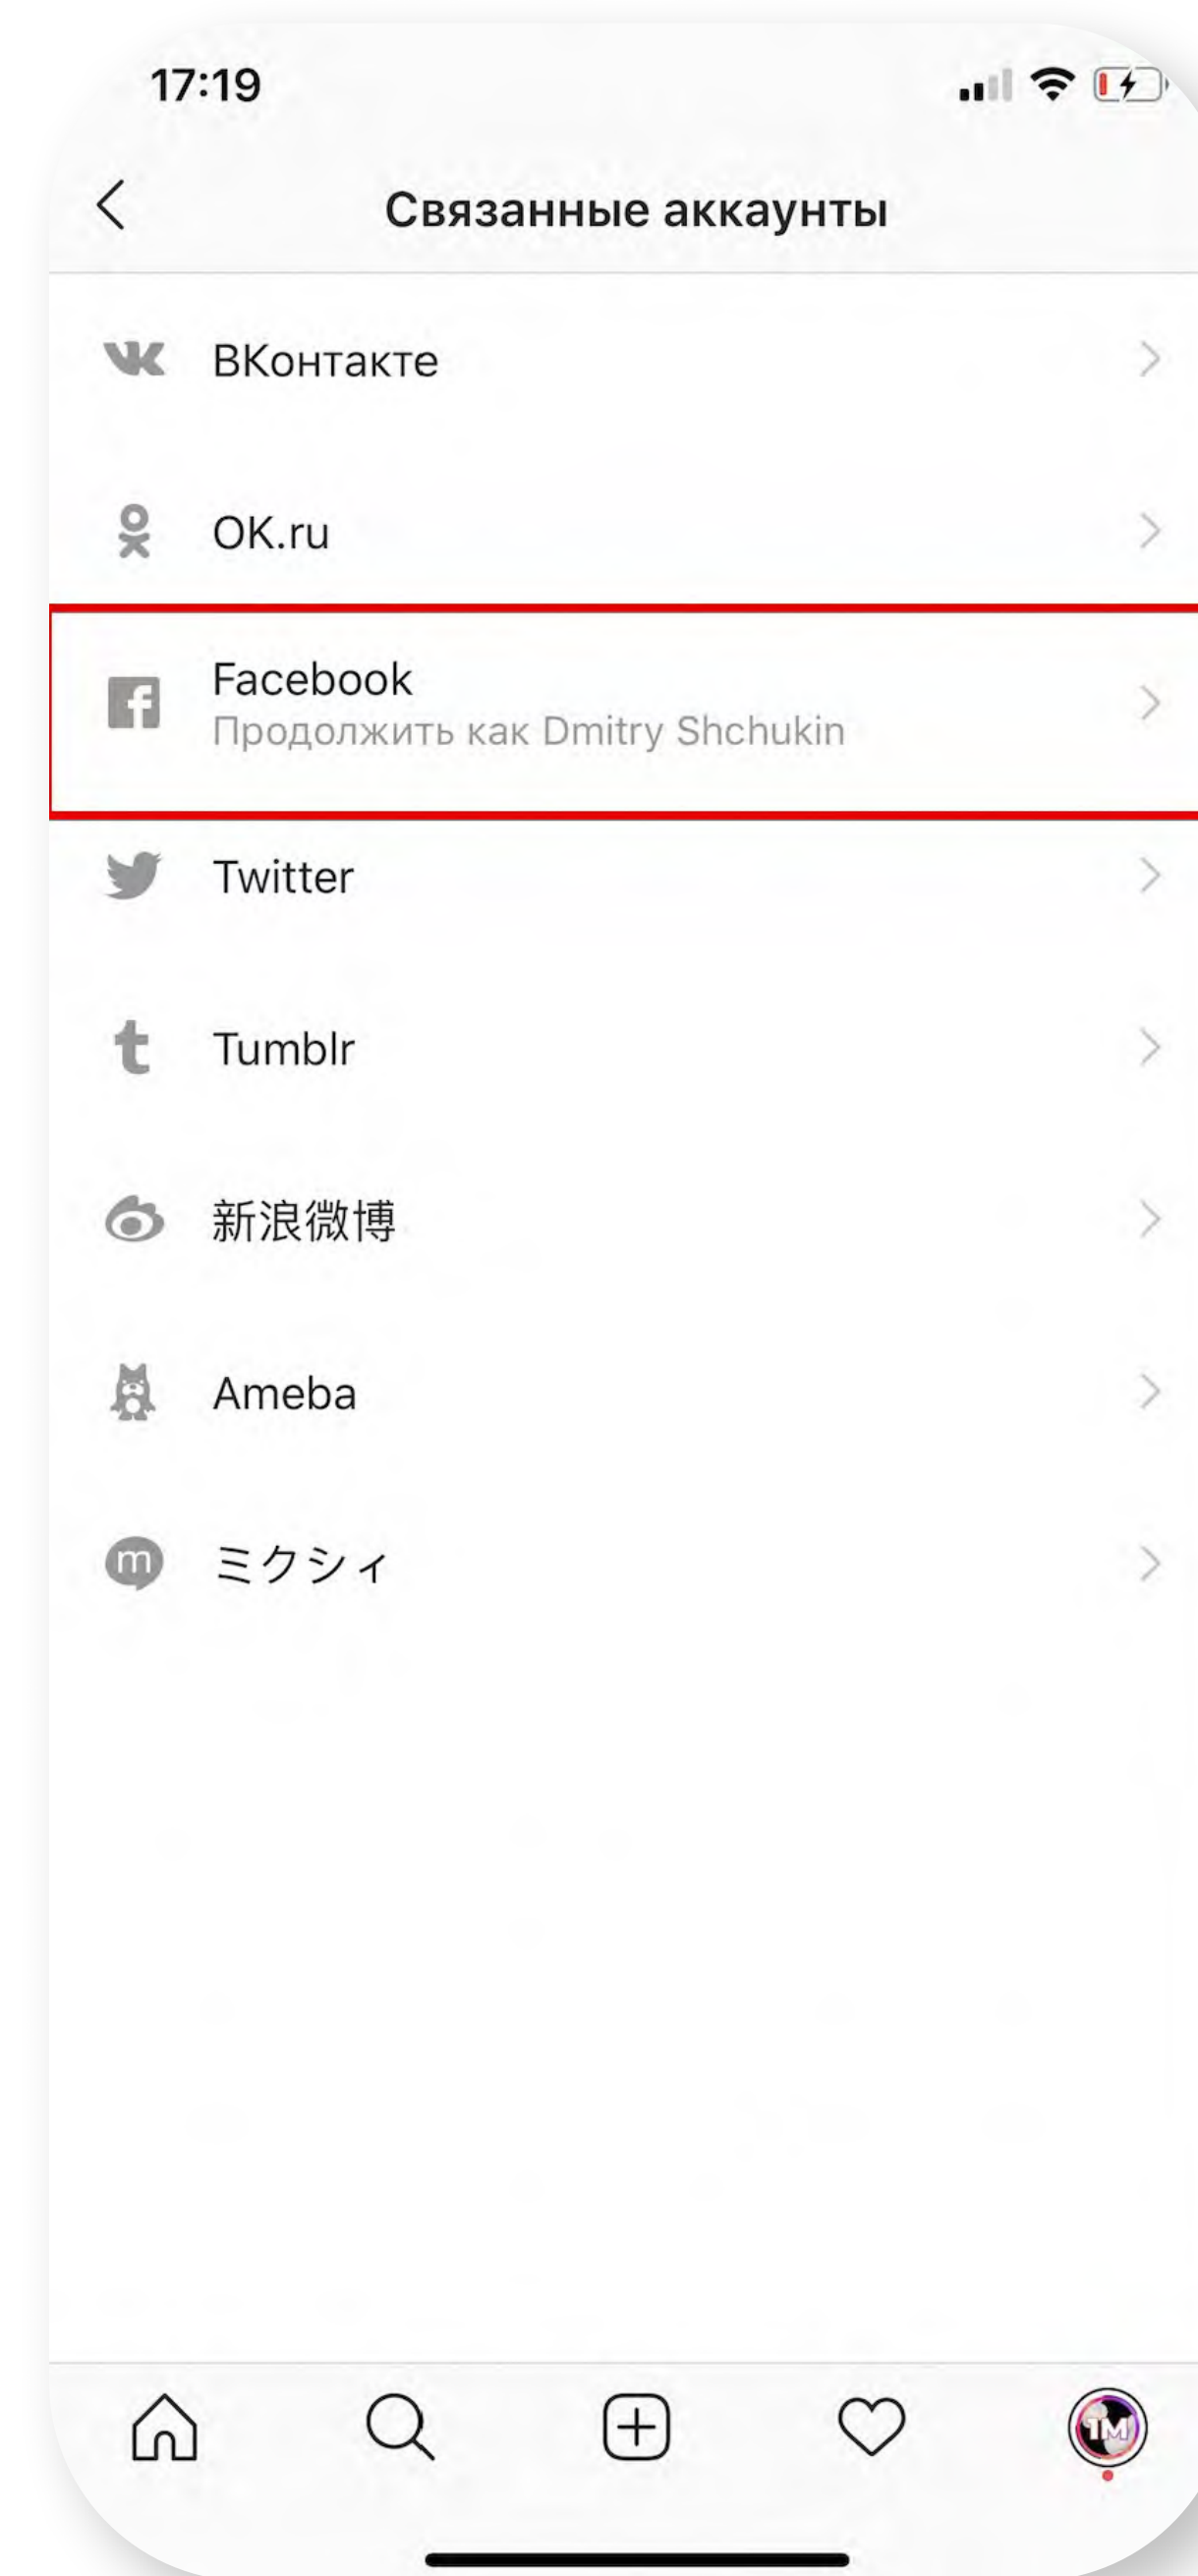 17:19
Связанные аккаунты
ВКонтакте
OK.ru
Facebook
Продолжить как Dmitry Shchukin
Twitter
Tumblr
新浪微博
Ameba
ミクシィ
1M